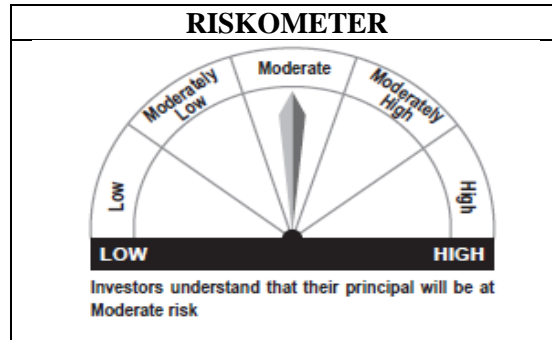 RISKOMETER
Low
Moderately
Low
Moderate
Moderately
High
High
LOW HIGH
Investors understand that their principal will be at
Moderate risk